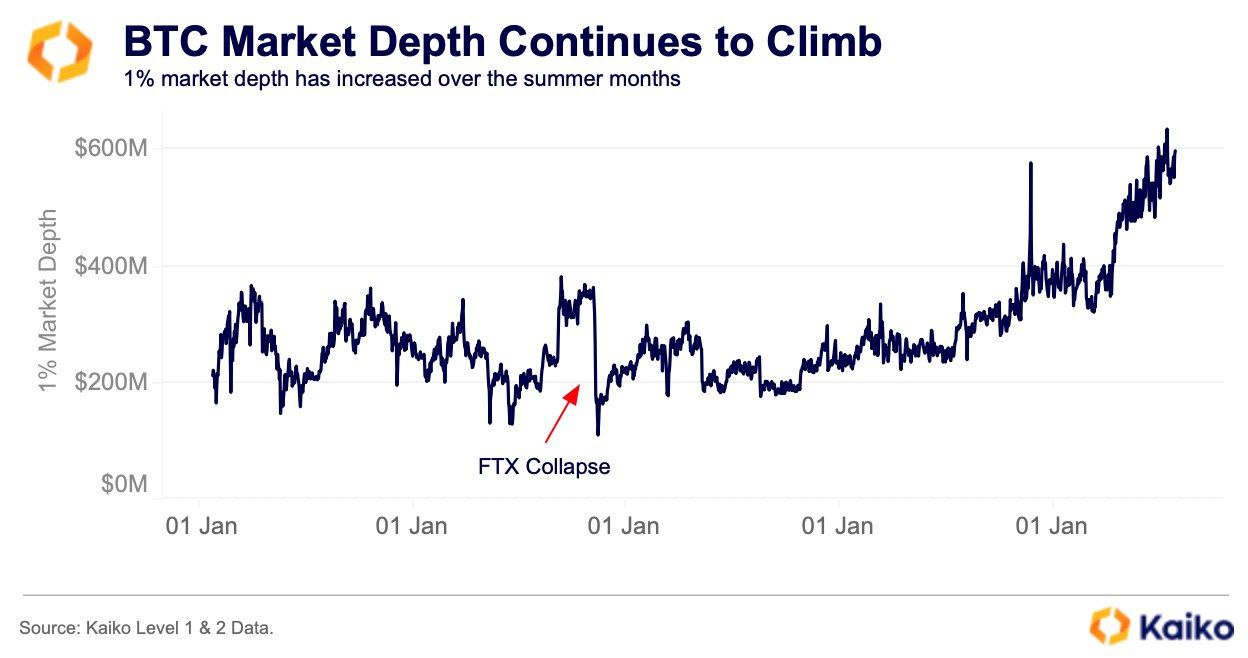 BTC Market Depth Continues to Climb
1% market depth has increased over the summer months
$600M
$400M
$200M
$0M
1% Market Depth
FTX Collapse
01 Jan 01 Jan 01 Jan 01 Jan 01 Jan
Source: Kaiko Level 1 & 2 Data.
Kaiko